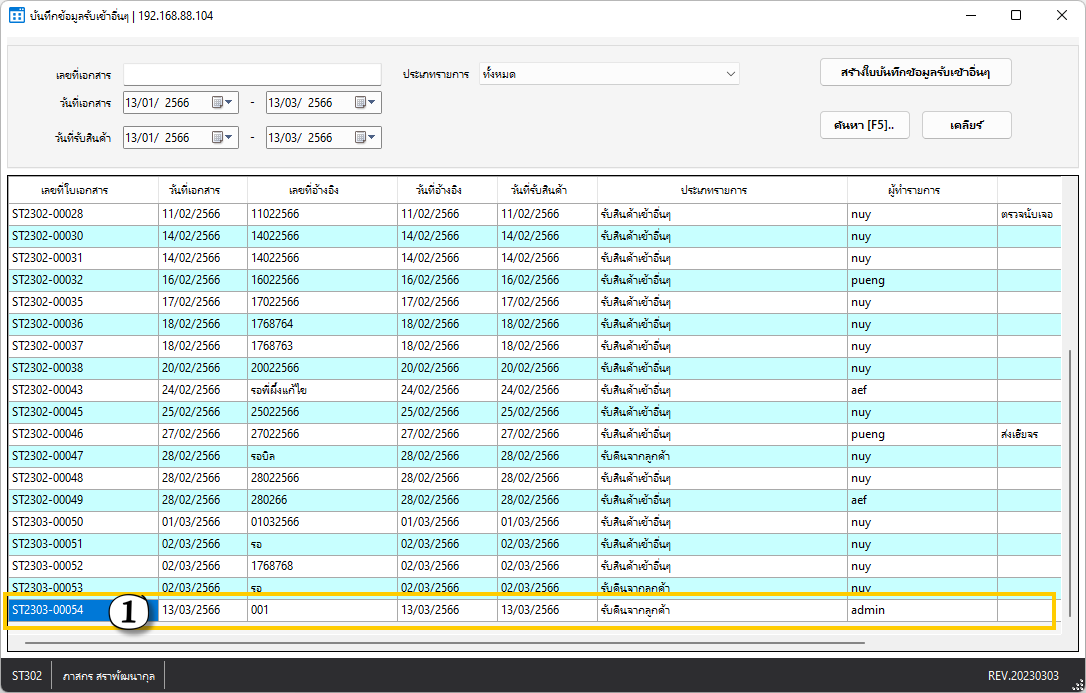 บันทึกข้อมูลรับเข้าอื่นๆ | 192.168.88.104
เลขที่เอกสาร ประเภทรายการ ทั้งหมด สร้างใบบันทึกข้อมูลรับเข้าอื่นๆ
วันที่เอกสาร 13/01/ 2566 - 13/03/ 2566
วันที่รับสินค้า 13/01/ 2566 - 13/03/ 2566 ค้นหา [F5].. เคลียร์
เลขที่ใบเอกสาร วันที่เอกสาร เลขที่อ้างอิง วันที่อ้างอิง วันที่รับสินค้า ประเภทรายการ ผู้ทำรายการ
ST2302-00028 11/02/2566 11022566 11/02/2566 11/02/2566 รับสินค้าเข้าอื่นๆ nuy ตรวจนับเจอ
ST2302-00030 14/02/2566 14022566 14/02/2566 14/02/2566 รับสินค้าเข้าอื่นๆ nuy
ST2302-00031 14/02/2566 14022566 14/02/2566 14/02/2566 รับสินค้าเข้าอื่นๆ nuy
ST2302-00032 16/02/2566 16022566 16/02/2566 16/02/2566 รับสินค้าเข้าอื่นๆ pueng
ST2302-00035 17/02/2566 17022566 17/02/2566 17/02/2566 รับสินค้าเข้าอื่นๆ nuy
ST2302-00036 18/02/2566 1768764 18/02/2566 18/02/2566 รับสินค้าเข้าอื่นๆ nuy
ST2302-00037 18/02/2566 1768763 18/02/2566 18/02/2566 รับสินค้าเข้าอื่นๆ nuy
ST2302-00038 20/02/2566 20022566 20/02/2566 20/02/2566 รับสินค้าเข้าอื่นๆ nuy
ST2302-00043 24/02/2566 รอพี่ผึ้งแก้ไข 24/02/2566 24/02/2566 รับสินค้าเข้าอื่นๆ aef
ST2302-00045 25/02/2566 25022566 25/02/2566 25/02/2566 รับสินค้าเข้าอื่นๆ nuy
ST2302-00046 27/02/2566 27022566 27/02/2566 27/02/2566 รับสินค้าเข้าอื่นๆ pueng ส่งเชียจร
ST2302-00047 28/02/2566 รอบิล 28/02/2566 28/02/2566 รับคืนจากลูกค้า nuy
ST2302-00048 28/02/2566 28022566 28/02/2566 28/02/2566 รับสินค้าเข้าอื่นๆ nuy
ST2302-00049 28/02/2566 280266 28/02/2566 28/02/2566 รับสินค้าเข้าอื่นๆ aef
ST2303-00050 01/03/2566 01032566 01/03/2566 01/03/2566 รับสินค้าเข้าอื่นๆ nuy
ST2303-00051 02/03/2566 รอ 02/03/2566 02/03/2566 รับสินค้าเข้าอื่นๆ nuy
ST2303-00052 02/03/2566 1768768 02/03/2566 02/03/2566 รับสินค้าเข้าอื่นๆ nuy
ST2303-00053 02/03/2566 รอ 02/03/2566 02/03/2566 รับคืนจากลูกค้า nuy
ST2303-00054 1 13/03/2566 001 13/03/2566 13/03/2566 รับคืนจากลูกค้า admin
ST302 ภาสกร สราพัฒนากุล REV.20230303